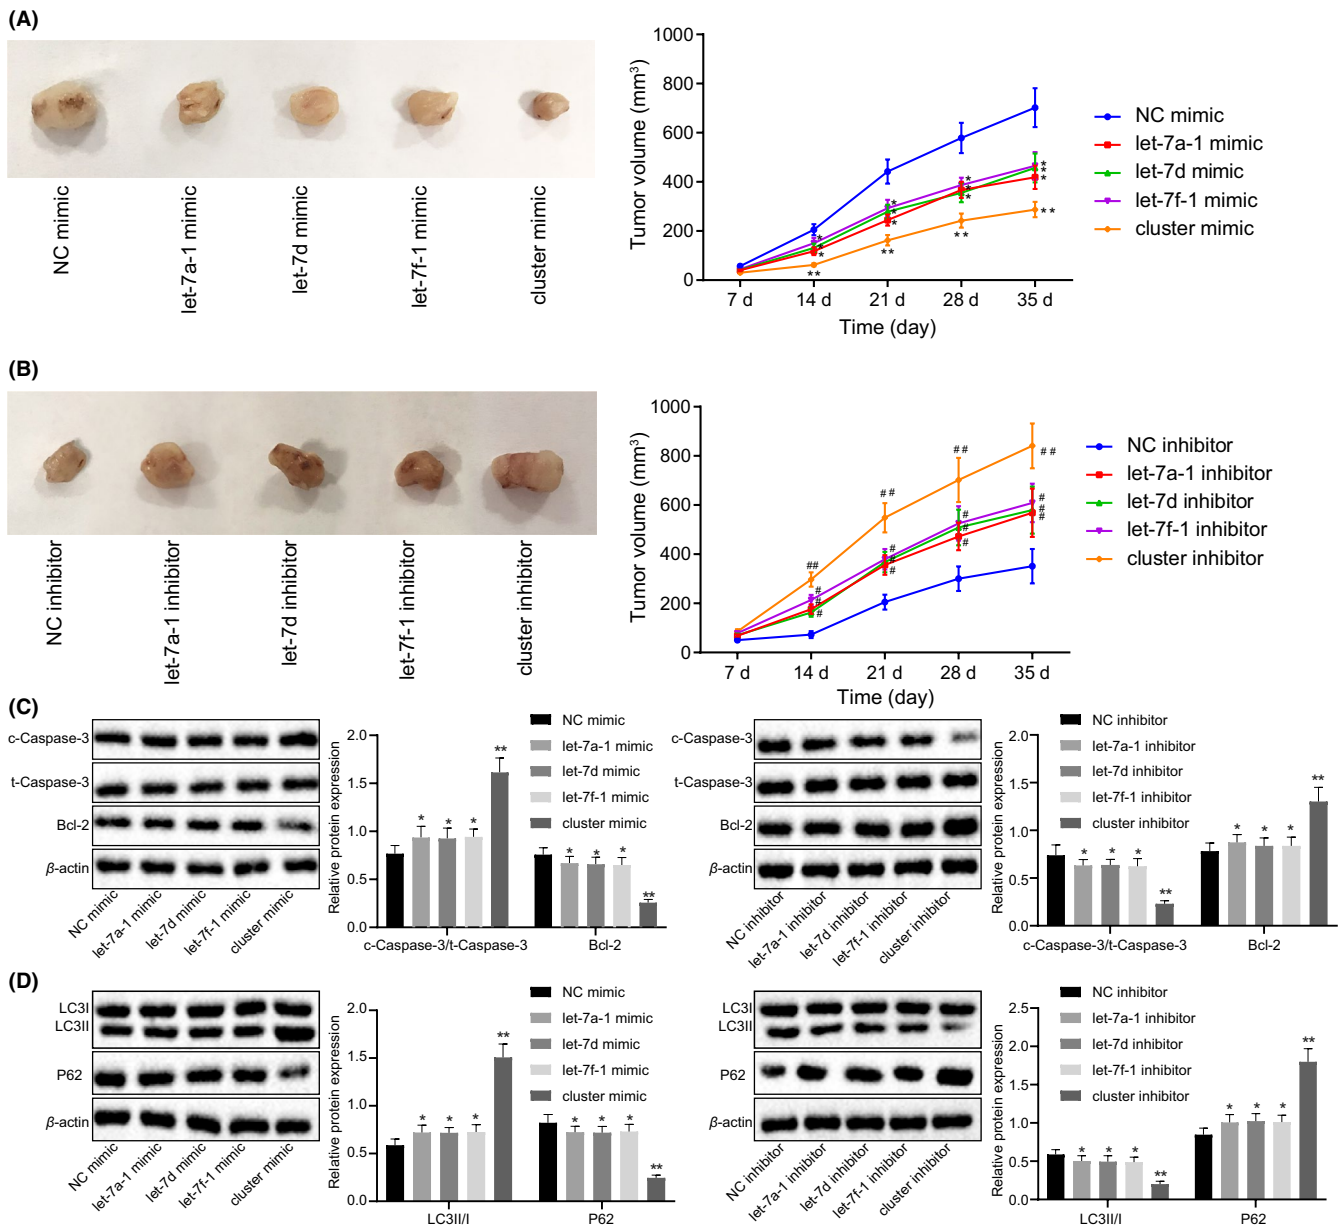 (A)
NC mimic
let-7a-1 mimic
let-7d mimic
let-7f-1 mimic
cluster mimic
Tumor volume (mm³)
1000
800
600
400
200
0
7 d
14 d
21 d
28 d
35 d
Time (day)
* * * **
* * * **
* * * **
* * * **
NC mimic
let-7a-1 mimic
let-7d mimic
let-7f-1 mimic
cluster mimic
(B)
NC inhibitor
let-7a-1 inhibitor
let-7d inhibitor
let-7f-1 inhibitor
cluster inhibitor
Tumor volume (mm³)
1000
800
600
400
200
0
7 d
14 d
21 d
28 d
35 d
Time (day)
## # # #
## # # #
## # # #
## # # #
NC inhibitor
let-7a-1 inhibitor
let-7d inhibitor
let-7f-1 inhibitor
cluster inhibitor
(C)
c-Caspase-3
t-Caspase-3
Bcl-2
β-actin
NC mimic
let-7a-1 mimic
let-7d mimic
let-7f-1 mimic
cluster mimic
Relative protein expression
2.0
1.5
1.0
0.5
0.0
* * * **
* * * **
c-Caspase-3/t-Caspase-3
Bcl-2
NC mimic
let-7a-1 mimic
let-7d mimic
let-7f-1 mimic
cluster mimic
c-Caspase-3
t-Caspase-3
Bcl-2
β-actin
NC inhibitor
let-7a-1 inhibitor
let-7d inhibitor
let-7f-1 inhibitor
cluster inhibitor
Relative protein expression
2.0
1.5
1.0
0.5
0.0
* * * **
* * * **
c-Caspase-3/t-Caspase-3
Bcl-2
NC inhibitor
let-7a-1 inhibitor
let-7d inhibitor
let-7f-1 inhibitor
cluster inhibitor
(D)
LC3I
LC3II
P62
β-actin
NC mimic
let-7a-1 mimic
let-7d mimic
let-7f-1 mimic
cluster mimic
Relative protein expression
2.0
1.5
1.0
0.5
0.0
* * * **
* * * **
LC3II/I
P62
NC mimic
let-7a-1 mimic
let-7d mimic
let-7f-1 mimic
cluster mimic
LC3I
LC3II
P62
β-actin
NC inhibitor
let-7a-1 inhibitor
let-7d inhibitor
let-7f-1 inhibitor
cluster inhibitor
Relative protein expression
2.5
2.0
1.5
1.0
0.5
0.0
* * * **
* * * **
LC3II/I
P62
NC inhibitor
let-7a-1 inhibitor
let-7d inhibitor
let-7f-1 inhibitor
cluster inhibitor